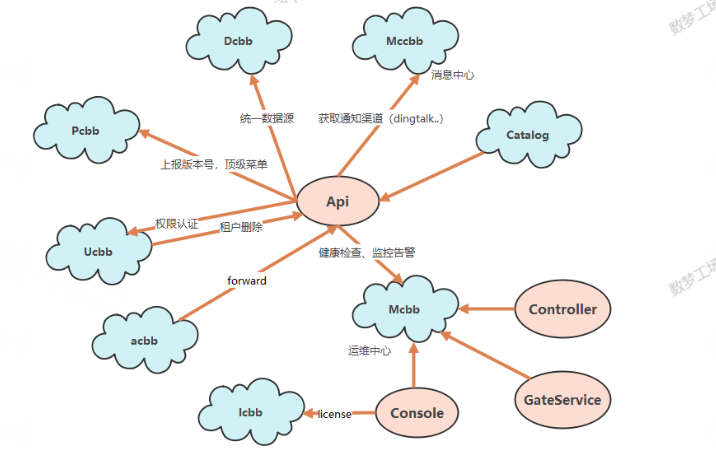 数梦工场
Dcbb
Mccbb
消息中心
统一数据源
获取通知渠道（dingtalk..）
Pcbb
Catalog
上报版本号，顶级菜单
Api
权限认证
租户删除
Ucbb
健康检查、监控告警
forward
数梦工场
Mcbb
Controller
acbb
运维中心
GateService
lcbb
license
Console